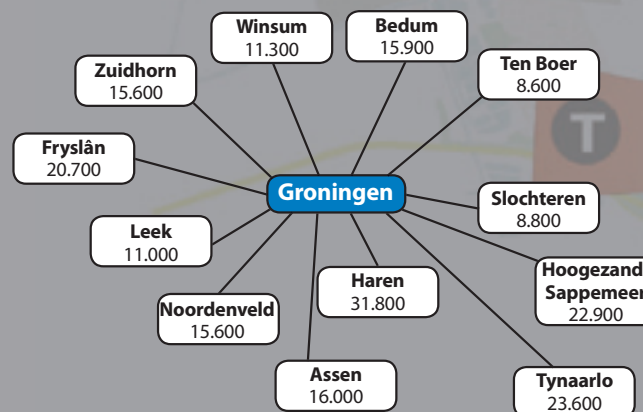 Winsum
11.300
Bedum
15.900
Zuidhorn
15.600
Ten Boer
8.600
T
Fryslân
20.700
Groningen
Slochteren
8.800
Leek
11.000
Haren
31.800
Hoogezand
Sappemeer
22.900
Noordenveld
15.600
Assen
16.000
Tynaarlo
23.600